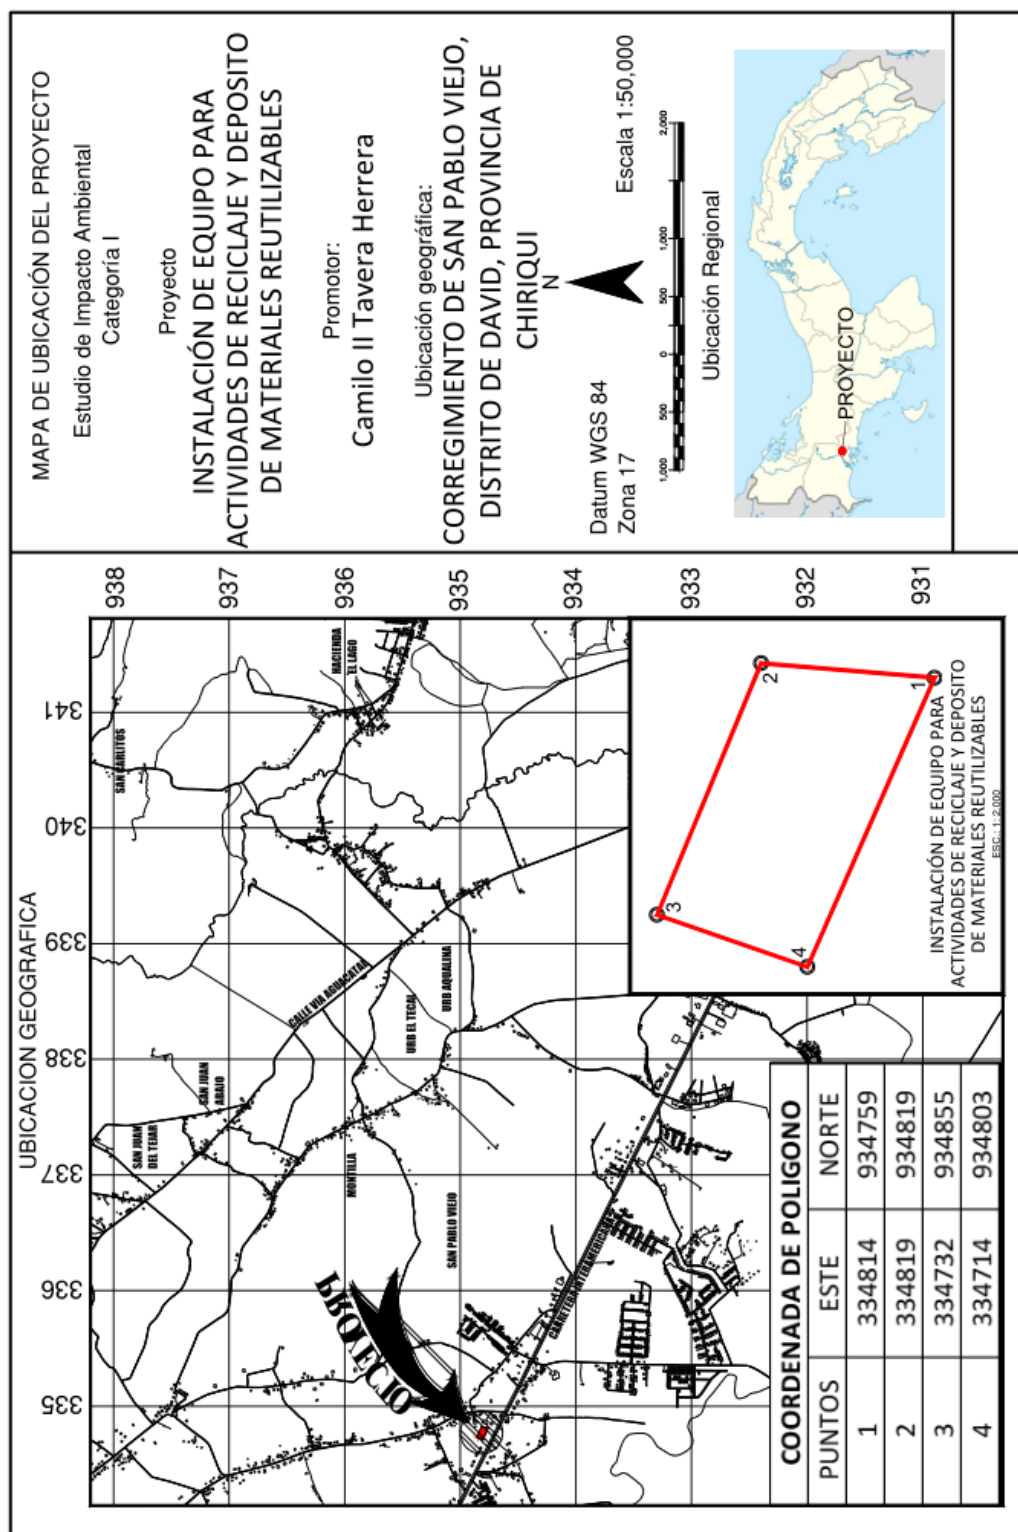 MAPA DE UBICACIÓN DEL PROYECTO
Estudio de Impacto Ambiental
Categoría I
Proyecto
INSTALACIÓN DE EQUIPO PARA
ACTIVIDADES DE RECICLAJE Y DEPOSITO
DE MATERIALES REUTILIZABLES
Promotor:
Camilo II Tavera Herrera
Ubicación geográfica:
CORREGIMIENTO DE SAN PABLO VIEJO,
DISTRITO DE DAVID, PROVINCIA DE
CHIRIQUI
N
Datum WGS 84
Zona 17
Escala 1:50,000
1,000 500 0 500 1,000 2,000
Ubicación Regional
PROYECTO
UBICACION GEOGRAFICA
335 336 337 338 339 340 341
938
937
936
935
934
933
932
931
SAN CARLITOS
HACIENDA
EL LAGO
SAN JUAN
DEL TEJAR
SAN JUAN
ABAJO
CALLE VIA AGUACATAL
MONTILLA
URB EL TECAL
URB AQUALINA
SAN PABLO VIEJO
PROYECTO
CARRETERA INTERAMERICANA
3
2
4
1
INSTALACIÓN DE EQUIPO PARA
ACTIVIDADES DE RECICLAJE Y DEPOSITO
DE MATERIALES REUTILIZABLES
ESC.: 1: 2,000
COORDENADA DE POLIGONO
PUNTOS ESTE NORTE
1 334814 934759
2 334819 934819
3 334732 934855
4 334714 934803